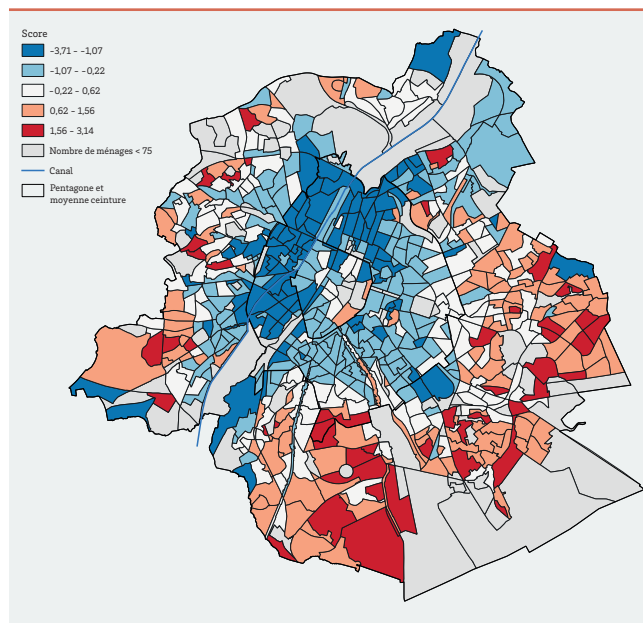 Score
-3,71 - -1,07
-1,07 - -0,22
-0,22 - 0,62
0,62 - 1,56
1,56 - 3,14
Nombre de ménages < 75
Canal
Pentagone et
moyenne ceinture